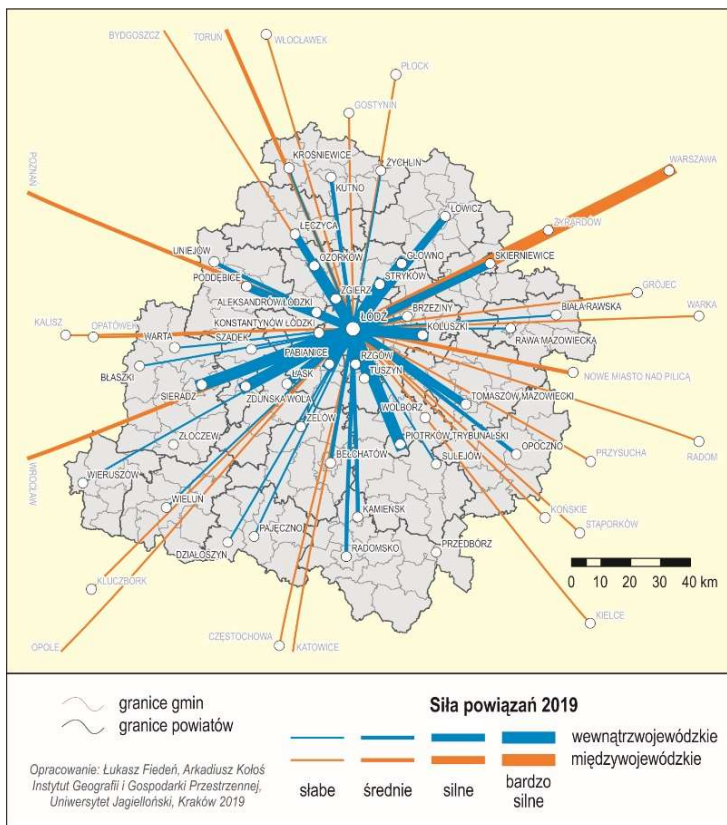 BYDGOSZCZ
TORUŃ
WŁOCŁAWEK
PŁOCK
GOSTYNIN
KROŚNIEWICE
ŻYCHLIN
WARSZAWA
POZNAŃ
KUTNO
ŁOWICZ
ŻYRARDÓW
ŁĘCZYCA
UNIEJÓW
OZORKÓW
GŁOWNO
SKIERNIEWICE
PODDĘBICE
STRYKÓW
ZGIERZ
GRÓJEC
ALEKSANDRÓW ŁÓDZKI
BRZEZINY
BIAŁA RAWSKA
WARKA
ŁÓDŹ
KONSTANTYNÓW ŁÓDZKI
KOLUSZKI
KALISZ
OPATÓWEK
WARTA
SZADEK
RAWA MAZOWIECKA
PABIANICE
RZGÓW
BŁASZKI
ŁASK
TUSZYN
NOWE MIASTO NAD PILICĄ
SIERADZ
ZDUŃSKA WOLA
WOLBÓRZ
TOMASZÓW MAZOWIECKI
ZELÓW
ZŁOCZEW
PIOTRKÓW TRYBUNALSKI
OPOCZNO
RADOM
WROCŁAW
BEŁCHATÓW
SULEJÓW
PRZYSUCHA
WIERUSZÓW
WIELUŃ
KAMIEŃSK
KOŃSKIE
STĄPORKÓW
PAJĘCZNO
DZIAŁOSZYN
RADOMSKO
PRZEDBÓRZ
KLUCZBORK
0 10 20 30 40 km
KIELCE
OPOLE
CZĘSTOCHOWA
KATOWICE
granice gmin
granice powiatów
Opracowanie: Łukasz Fiedeń, Arkadiusz Kołoś
Instytut Geografii i Gospodarki Przestrzennej,
Uniwersytet Jagielloński, Kraków 2019
Siła powiązań 2019
wewnątrzwojewódzkie
międzywojewódzkie
słabe
średnie
silne
bardzo
silne